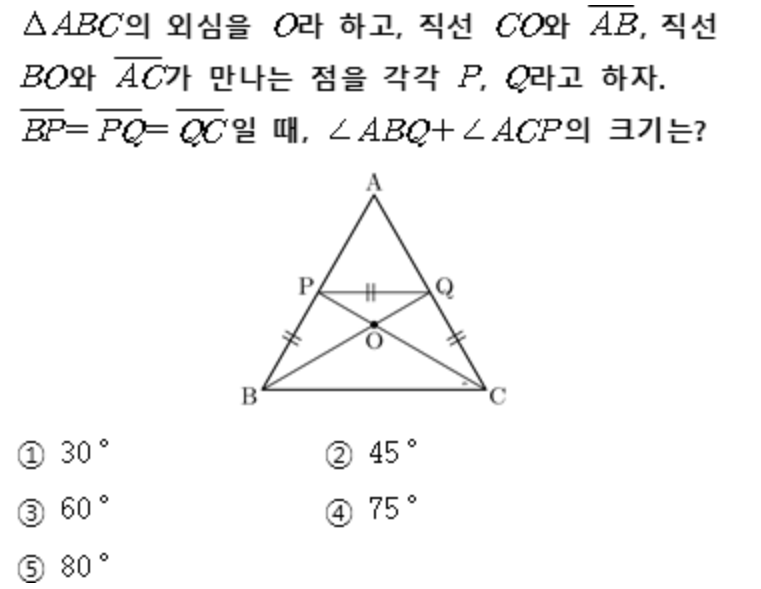 △ABC의 외심을 O라 하고, 직선 CO와 AB, 직선
BO와 AC가 만나는 점을 각각 P, Q라고 하자.
BP=PQ=QC일 때, ∠ABQ+∠ACP의 크기는?
A
P Q
O
B C
① 30° ② 45°
③ 60° ④ 75°
⑤ 80°